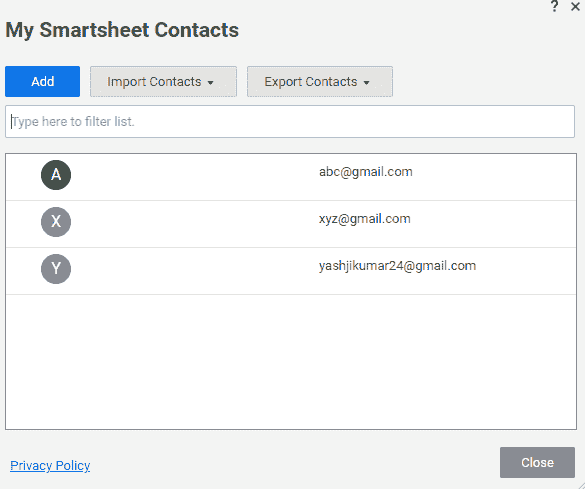 ? ×
My Smartsheet Contacts
Add Import Contacts Export Contacts
Type here to filter list.
A abc@gmail.com
X xyz@gmail.com
Y yashjikumar24@gmail.com
Privacy Policy Close